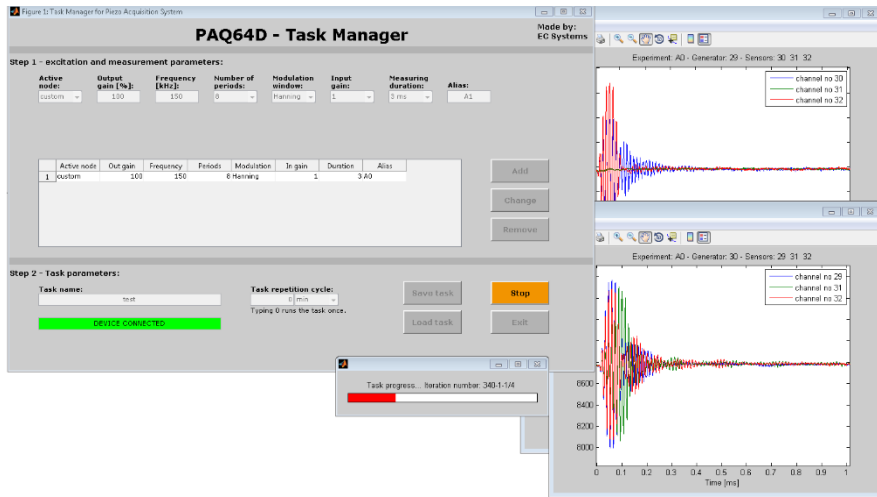 Figure 1: Task Manager for Piezo Acquisition System
PAQ64D - Task Manager
Made by:
EC Systems
Step 1 - excitation and measurement parameters:
Active node: Output gain [%]: Frequency [kHz]: Number of periods: Modulation window: Input gain: Measuring duration: Alias:
custom 100 150 8 Hanning 1 3 ms A1
Active node Out gain Frequency Periods Modulation In gain Duration Alias
1 custom 100 150 8 Hanning 1 3 A0
Add
Change
Remove
Step 2 - Task parameters:
Task name:
test
DEVICE CONNECTED
Task repetition cycle:
0 min
Typing 0 runs the task once.
Save task
Stop
Load task
Exit
Task progress... Iteration number: 340-1-1/4
Experiment: A0 - Generator: 29 - Sensors: 30 31 32
channel no 30
channel no 31
channel no 32
Experiment: A0 - Generator: 30 - Sensors: 29 31 32
channel no 29
channel no 31
channel no 32
8600
8400
8200
8000
0 0.1 0.2 0.3 0.4 0.5 0.6 0.7 0.8 0.9 1
Time [ms]